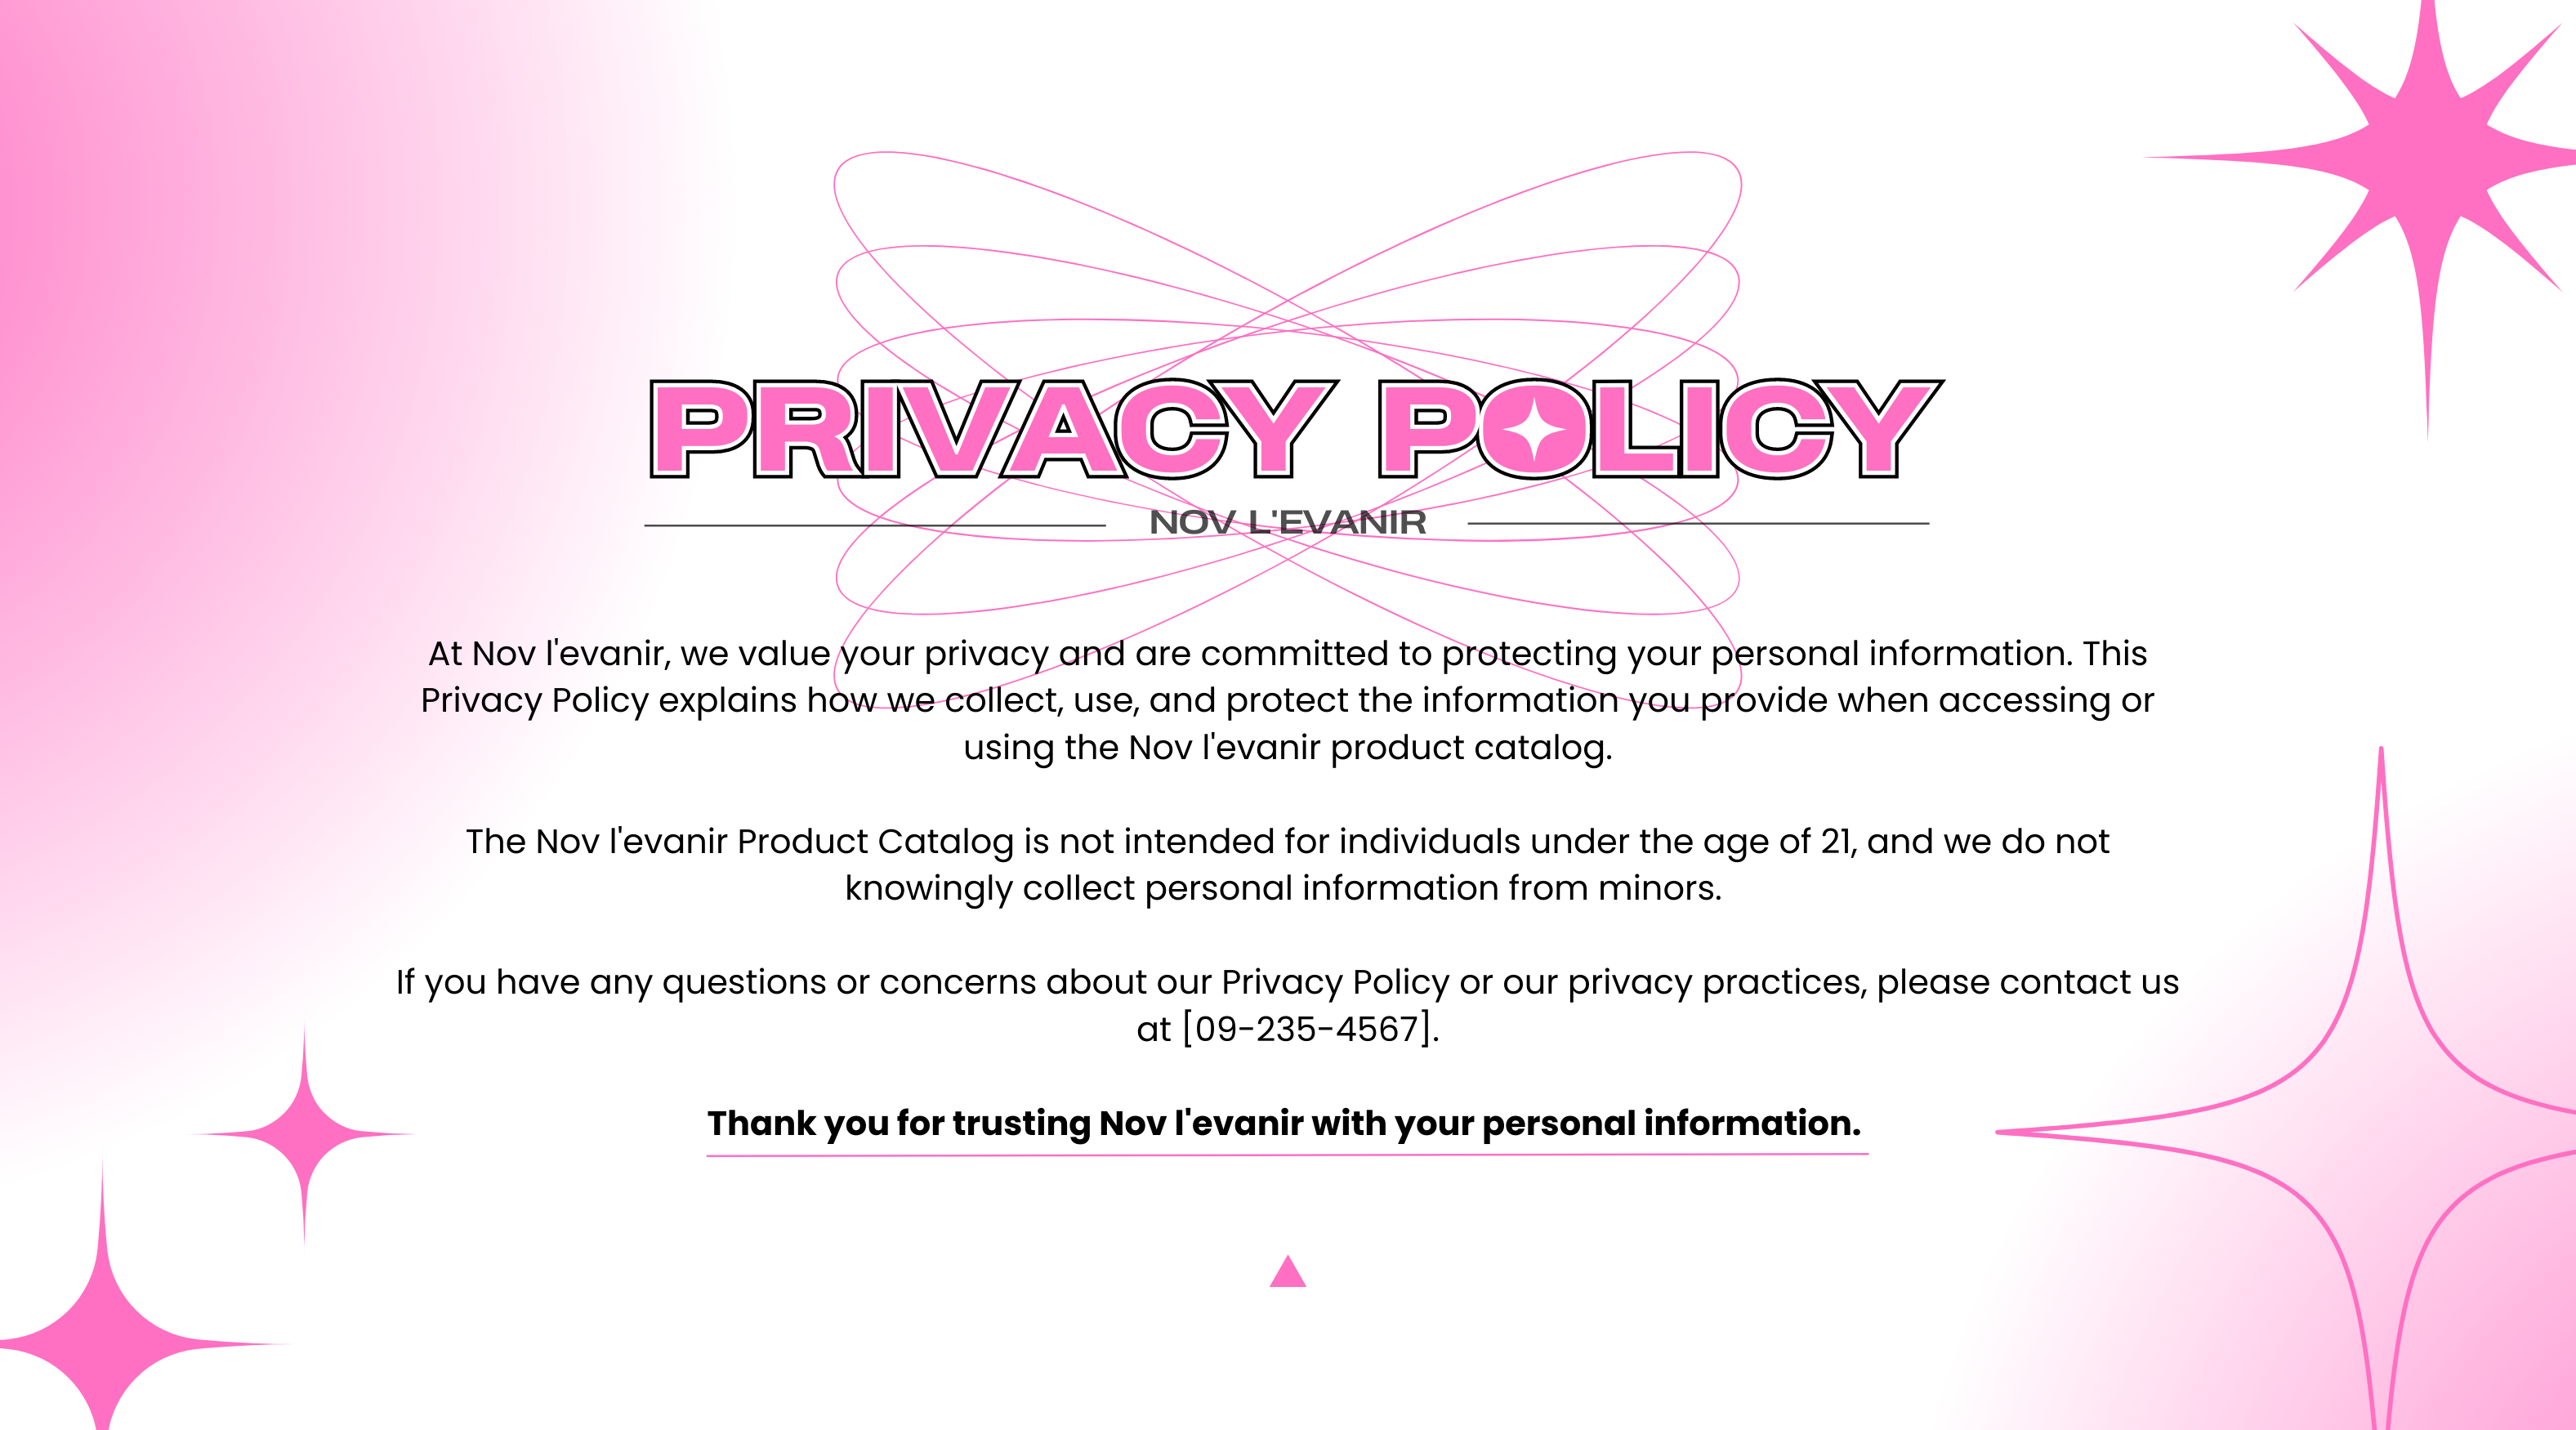 PRIVACY POLICY
NOV L'EVANIR
At Nov l'evanir, we value your privacy and are committed to protecting your personal information. This
Privacy Policy explains how we collect, use, and protect the information you provide when accessing or
using the Nov l'evanir product catalog.
The Nov l'evanir Product Catalog is not intended for individuals under the age of 21, and we do not
knowingly collect personal information from minors.
If you have any questions or concerns about our Privacy Policy or our privacy practices, please contact us
at [09-235-4567].
Thank you for trusting Nov l'evanir with your personal information.